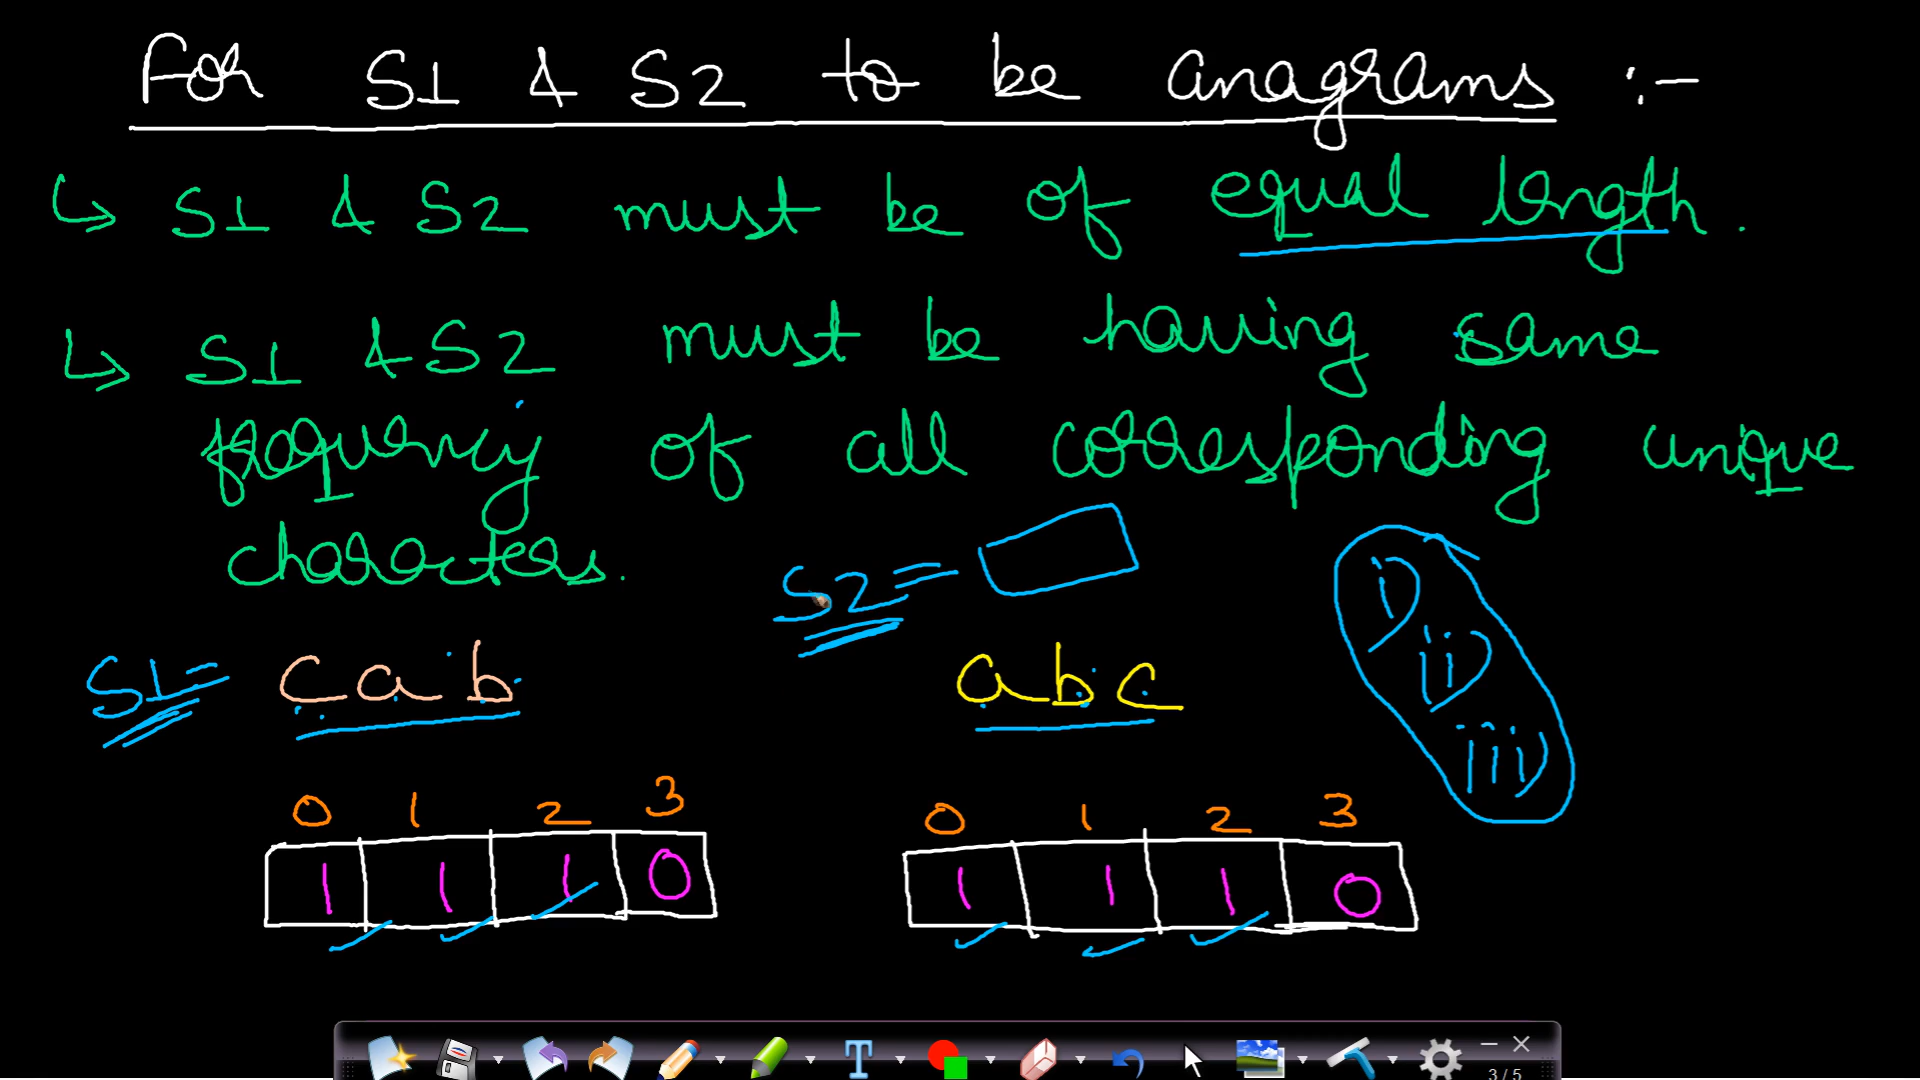 For S1 & S2 to be anagrams :-
↳ S1 & S2 must be of equal length.
↳ S1 & S2 must be having same
frequency of all corresponding unique
characters.
S2 =
S1 = c a b
a b c
i)
ii)
iii)
0 1 2 3
1 1 1 0
0 1 2 3
1 1 1 0
T
3 / 5